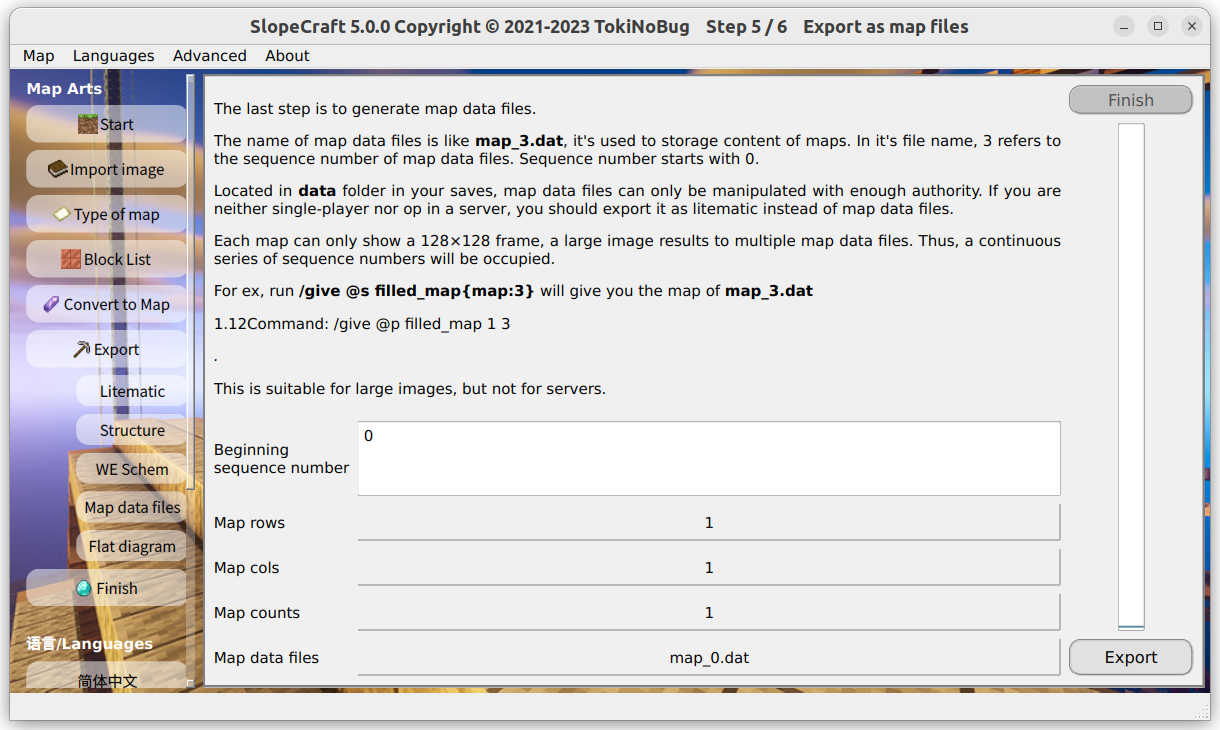 SlopeCraft 5.0.0 Copyright © 2021-2023 TokiNoBug Step 5 / 6 Export as map files
Map Languages Advanced About
Map Arts
Start
Import image
Type of map
Block List
Convert to Map
Export
Litematic
Structure
WE Schem
Map data files
Flat diagram
Finish
语言/Languages
简体中文
The last step is to generate map data files.
The name of map data files is like map_3.dat, it's used to storage content of maps. In it's file name, 3 refers to
the sequence number of map data files. Sequence number starts with 0.
Located in data folder in your saves, map data files can only be manipulated with enough authority. If you are
neither single-player nor op in a server, you should export it as litematic instead of map data files.
Each map can only show a 128×128 frame, a large image results to multiple map data files. Thus, a continuous
series of sequence numbers will be occupied.
For ex, run /give @s filled_map{map:3} will give you the map of map_3.dat
1.12Command: /give @p filled_map 1 3
.
This is suitable for large images, but not for servers.
Beginning
sequence number
0
Map rows 1
Map cols 1
Map counts 1
Map data files map_0.dat
Finish
Export